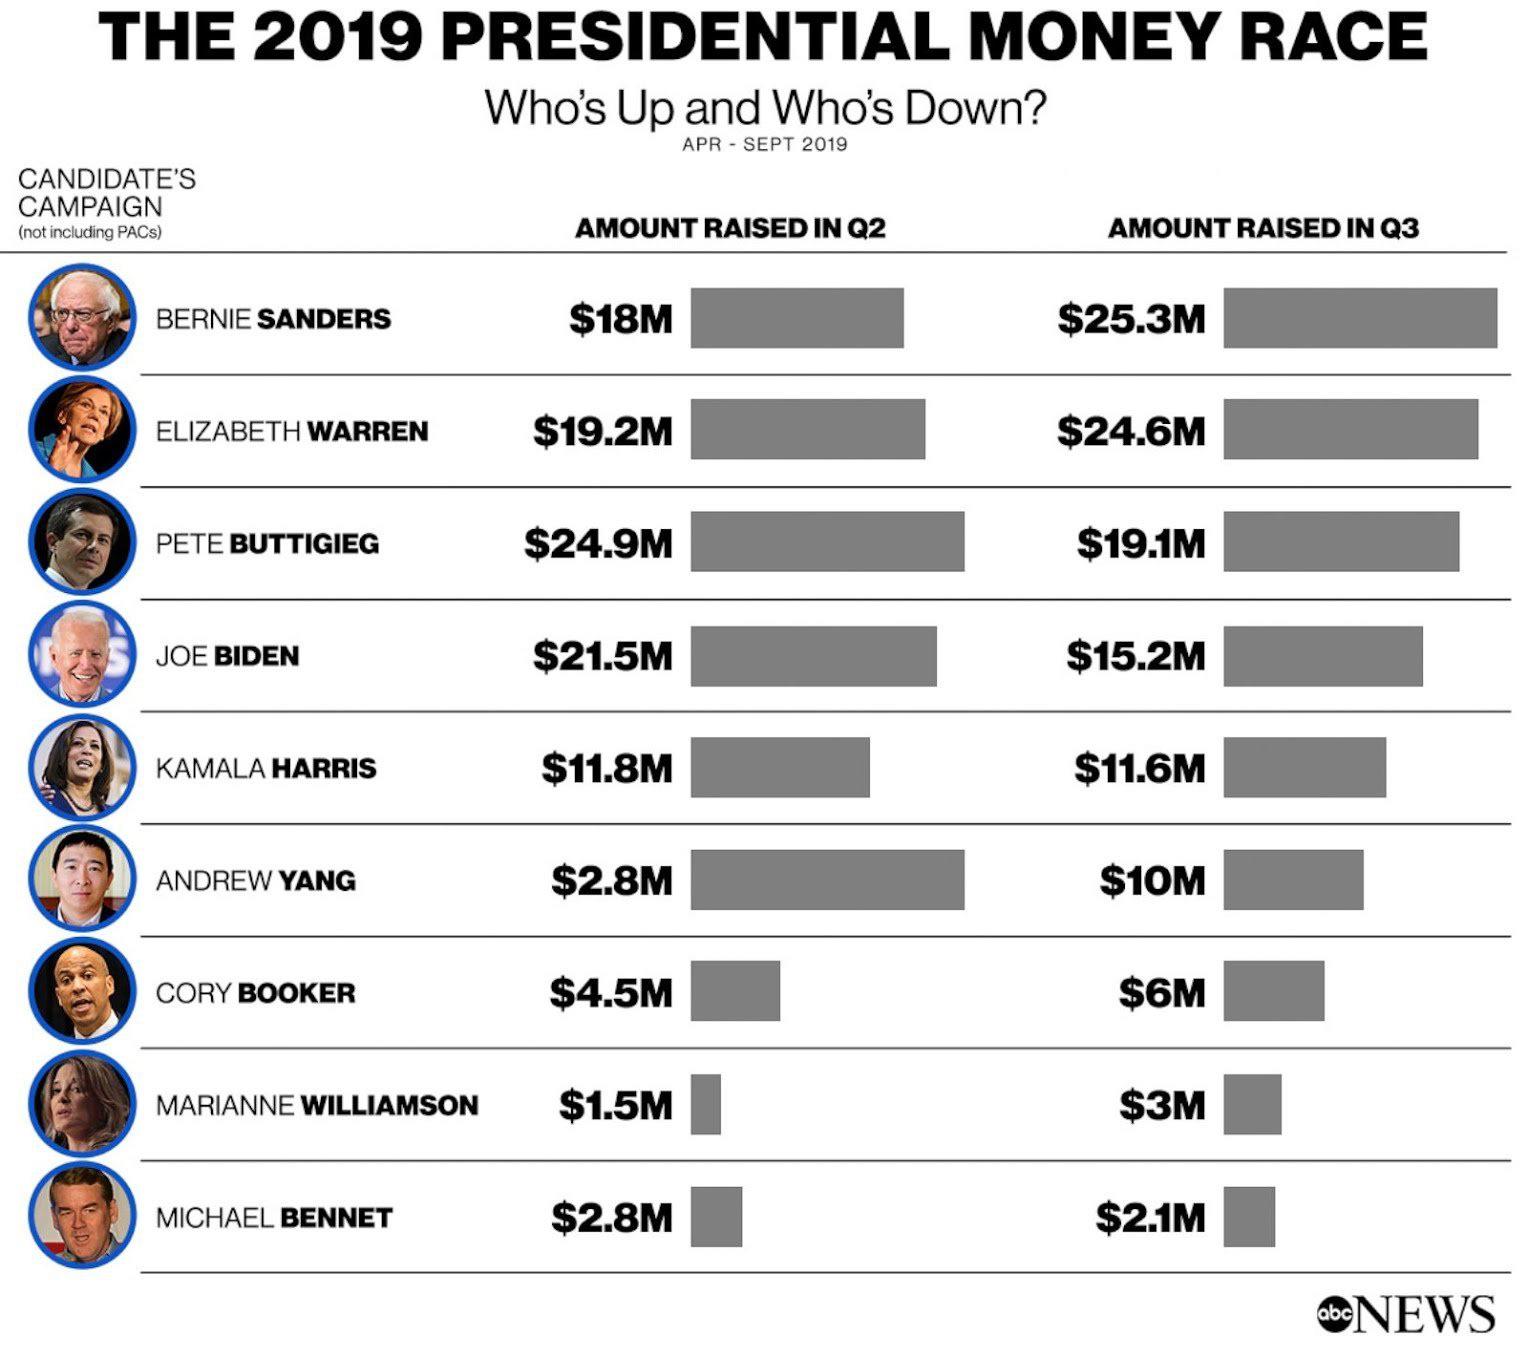 THE 2019 PRESIDENTIAL MONEY RACE
Who's Up and Who's Down?
APR - SEPT 2019
CANDIDATE'S
CAMPAIGN
(not including PACs)
AMOUNT RAISED IN Q2 AMOUNT RAISED IN Q3
BERNIE SANDERS $18M $25.3M
ELIZABETH WARREN $19.2M $24.6M
PETE BUTTIGIEG $24.9M $19.1M
JOE BIDEN $21.5M $15.2M
KAMALA HARRIS $11.8M $11.6M
ANDREW YANG $2.8M $10M
CORY BOOKER $4.5M $6M
MARIANNE WILLIAMSON $1.5M $3M
MICHAEL BENNET $2.8M $2.1M
abc NEWS